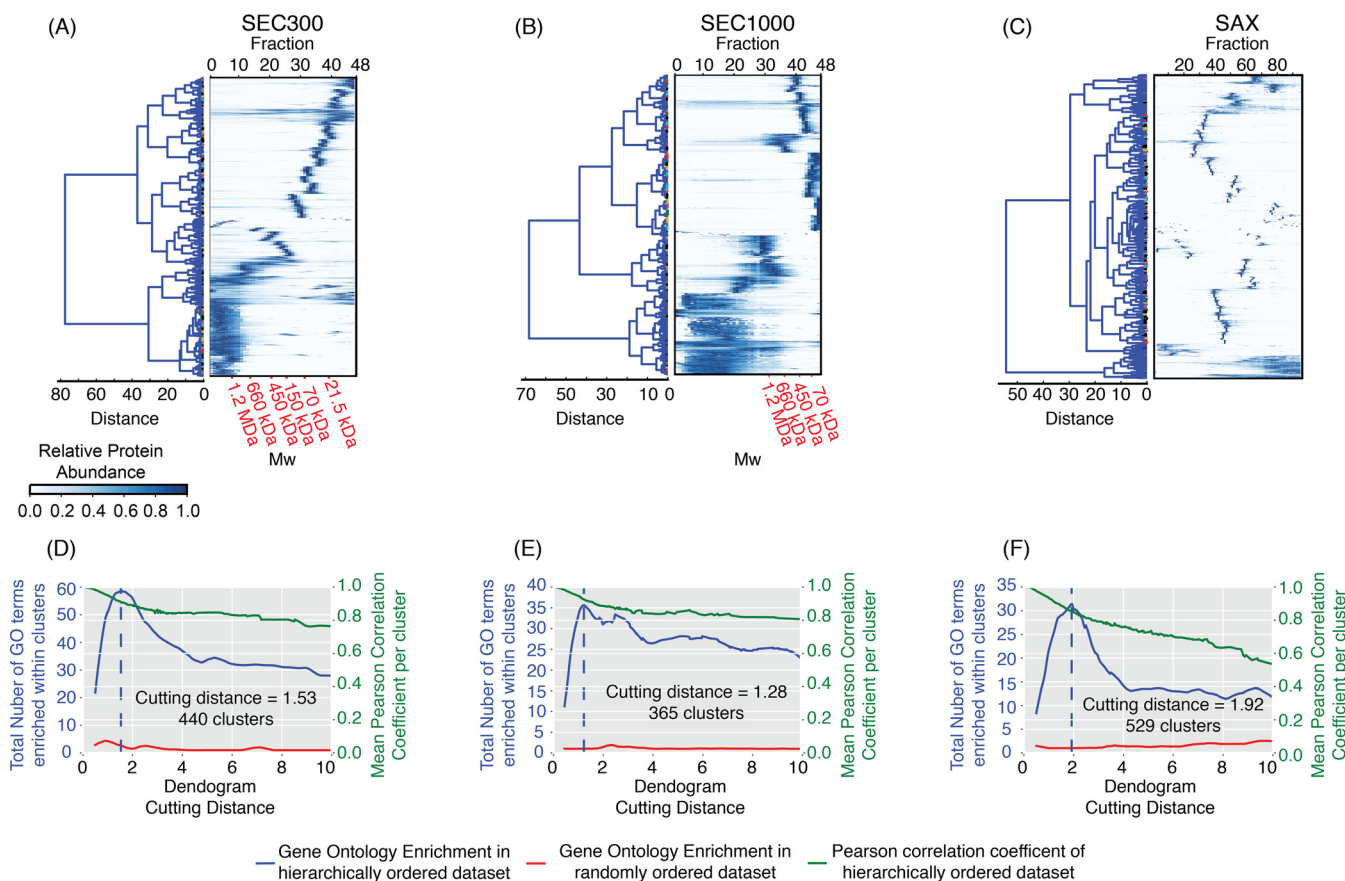 (A)
SEC300
Fraction
0 10 20 30 40 48
80 60 40 20 0
Distance
1.2 MDa
660 kDa
450 kDa
150 kDa
70 kDa
21.5 kDa
Mw
Relative Protein
Abundance
0.0 0.2 0.4 0.6 0.8 1.0
(B)
SEC1000
Fraction
0 10 20 30 40 48
70 60 50 40 30 20 10 0
Distance
1.2 MDa
660 kDa
450 kDa
70 kDa
Mw
(C)
SAX
Fraction
20 40 60 80
50 40 30 20 10 0
Distance
(D)
Total Nuber of GO terms
enriched within clusters
60
50
40
30
20
10
0
Cutting distance = 1.53
440 clusters
1.0
0.8
0.6
0.4
0.2
0.0
Mean Pearson Correlation
Coefficient per cluster
0 2 4 6 8 10
Dendogram
Cutting Distance
(E)
Total Nuber of GO terms
enriched within clusters
40
35
30
25
20
15
10
5
0
Cutting distance = 1.28
365 clusters
1.0
0.8
0.6
0.4
0.2
0.0
Mean Pearson Correlation
Coefficient per cluster
0 2 4 6 8 10
Dendogram
Cutting Distance
(F)
Total Nuber of GO terms
enriched within clusters
35
30
25
20
15
10
5
0
Cutting distance = 1.92
529 clusters
1.0
0.8
0.6
0.4
0.2
0.0
Mean Pearson Correlation
Coefficient per cluster
0 2 4 6 8 10
Dendogram
Cutting Distance
Gene Ontology Enrichment in
hierarchically ordered dataset
Gene Ontology Enrichment in
randomly ordered dataset
Pearson correlation coefficent of
hierarchically ordered dataset